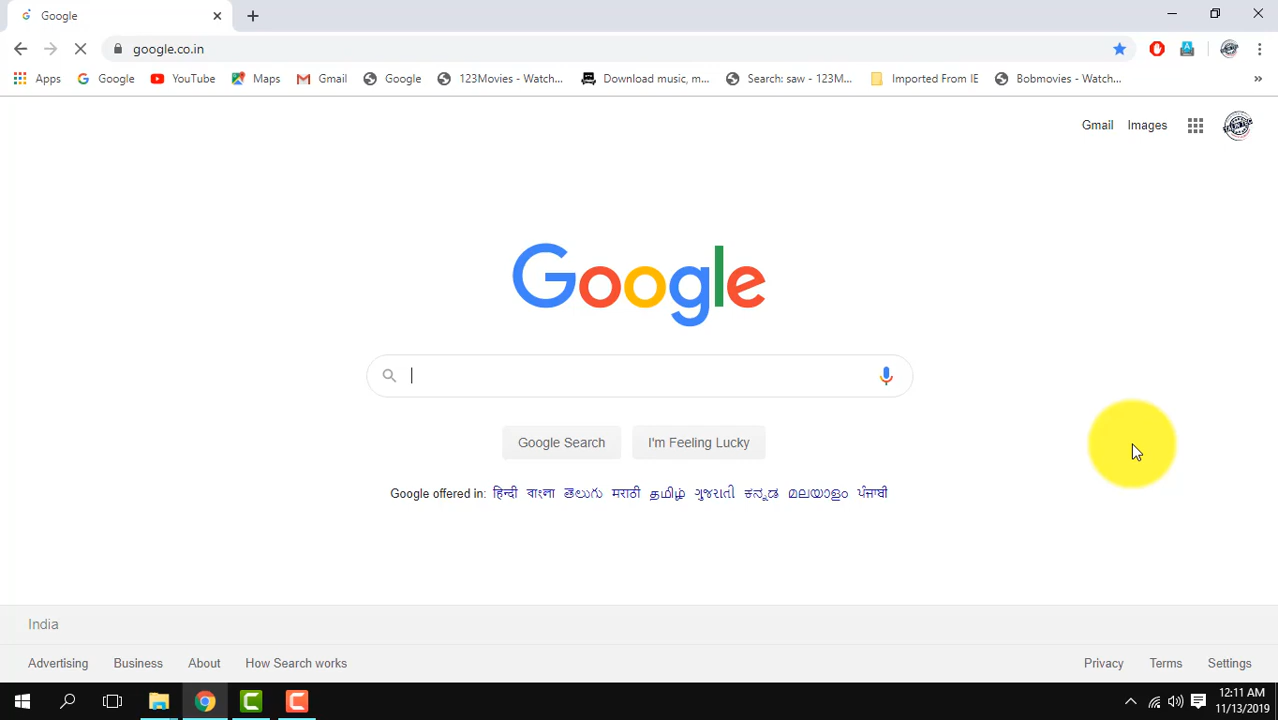 Google
google.co.in
Apps Google YouTube Maps Gmail Google 123Movies - Watch... Download music, m... Search: saw - 123M... Imported From IE Bobmovies - Watch... »
Gmail Images
Google
Google Search I'm Feeling Lucky
Google offered in: हिन्दी বাংলা తెలుగు मराठी தமிழ் ગુજરાતી ಕನ್ನಡ മലയാളം ਪੰਜਾਬੀ
India
Advertising Business About How Search works Privacy Terms Settings
12:11 AM
11/13/2019